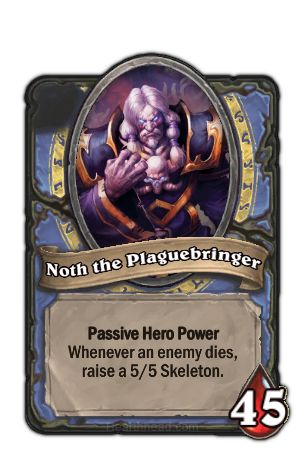 Noth the Plaguebringer
Passive Hero Power
Whenever an enemy dies,
raise a 5/5 Skeleton.
45